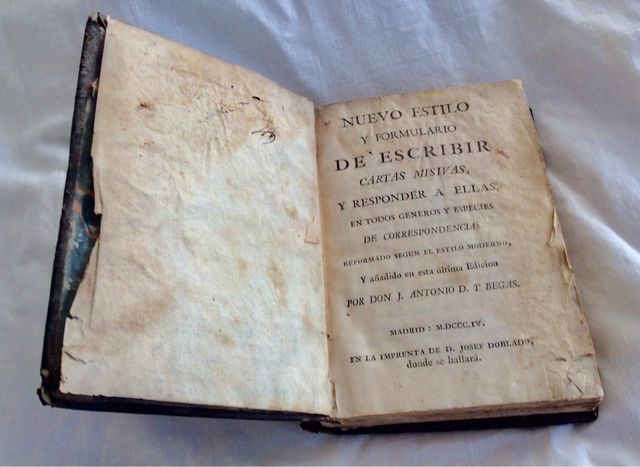 NUEVO ESTILO
Y FORMULARIO
DE ESCRIBIR
CARTAS MISIVAS,
Y RESPONDER A ELLAS,
EN TODOS GENEROS Y ESPECIES
DE CORRESPONDENCIA:
REFORMADO SEGUN EL ESTILO MODERNO,
Y añadido en esta última Edicion
POR DON J. ANTONIO D. Y BEGAS.
MADRID: M.DCCC.IV.
EN LA IMPRENTA DE D. JOSEF DOBLADO,
donde se hallará.